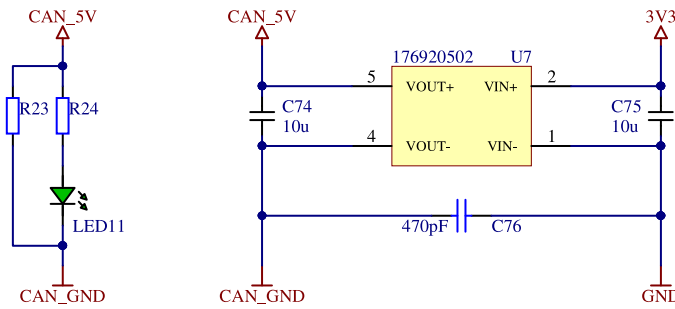 CAN_5V
CAN_5V
3V3
176920502
U7
5
VOUT+
VIN+
2
R23
R24
C74
10u
C75
10u
4
VOUT-
VIN-
1
LED11
470pF
C76
CAN_GND
CAN_GND
GND